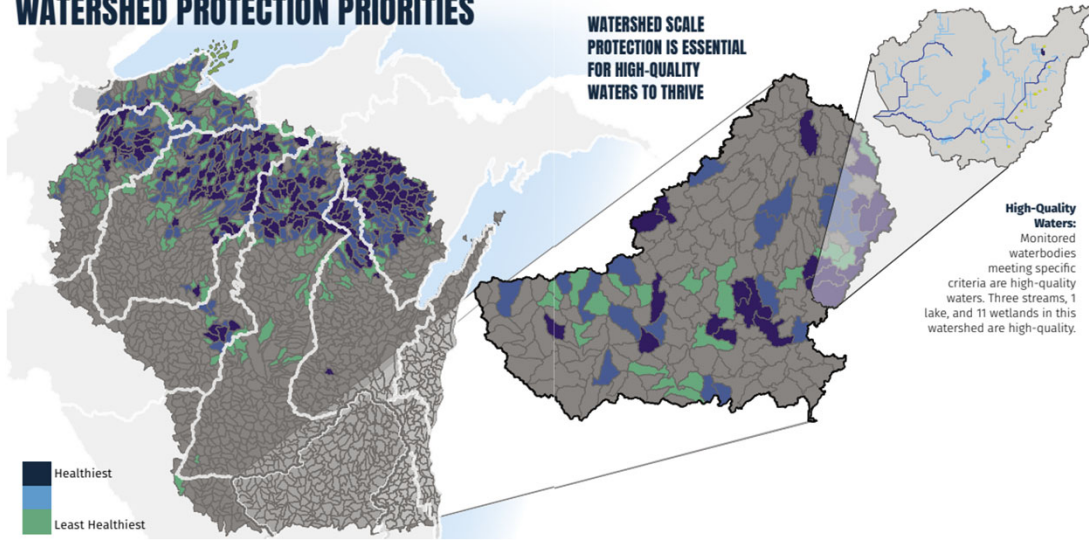 WATERSHED PROTECTION PRIORITIES
WATERSHED SCALE
PROTECTION IS ESSENTIAL
FOR HIGH-QUALITY
WATERS TO THRIVE
High-Quality
Waters:
Monitored
waterbodies
meeting specific
criteria are high-quality
waters. Three streams, 1
lake, and 11 wetlands in this
watershed are high-quality.
Healthiest
Least Healthiest